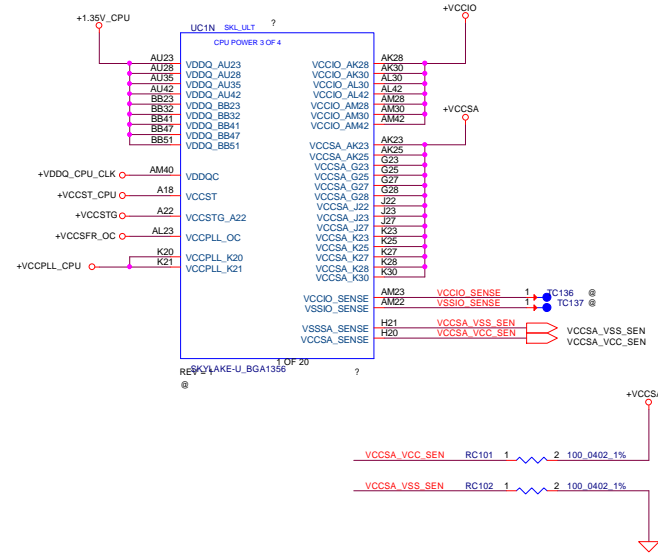 +1.35V_CPU
+VCCIO
UC1N SKL_ULT ?
CPU POWER 3 OF 4
AU23 VDDQ_AU23
AU28 VDDQ_AU28
AU35 VDDQ_AU35
AU42 VDDQ_AU42
BB23 VDDQ_BB23
BB32 VDDQ_BB32
BB41 VDDQ_BB41
BB47 VDDQ_BB47
BB51 VDDQ_BB51
+VDDQ_CPU_CLK AM40 VDDQC
+VCCST_CPU A18 VCCST
+VCCSTG A22 VCCSTG_A22
+VCCSFR_OC AL23 VCCPLL_OC
K20 VCCPLL_K20
+VCCPLL_CPU K21 VCCPLL_K21
VCCIO_AK28 AK28
VCCIO_AK30 AK30
VCCIO_AL30 AL30
VCCIO_AL42 AL42
VCCIO_AM28 AM28
VCCIO_AM30 AM30
VCCIO_AM42 AM42
+VCCSA
VCCSA_AK23 AK23
VCCSA_AK25 AK25
VCCSA_G23 G23
VCCSA_G25 G25
VCCSA_G27 G27
VCCSA_G28 G28
VCCSA_J22 J22
VCCSA_J23 J23
VCCSA_J27 J27
VCCSA_K23 K23
VCCSA_K25 K25
VCCSA_K27 K27
VCCSA_K28 K28
VCCSA_K30 K30
VCCIO_SENSE AM23 VCCIO_SENSE 1 TC136 @
VSSIO_SENSE AM22 VSSIO_SENSE 1 TC137 @
VSSSA_SENSE H21 VCCSA_VSS_SEN VCCSA_VSS_SEN
VCCSA_SENSE H20 VCCSA_VCC_SEN VCCSA_VCC_SEN
SKYLAKE-U_BGA1356
REV = 1
1 OF 20
?
@
+VCCSA
VCCSA_VCC_SEN RC101 1 2 100_0402_1%
VCCSA_VSS_SEN RC102 1 2 100_0402_1%